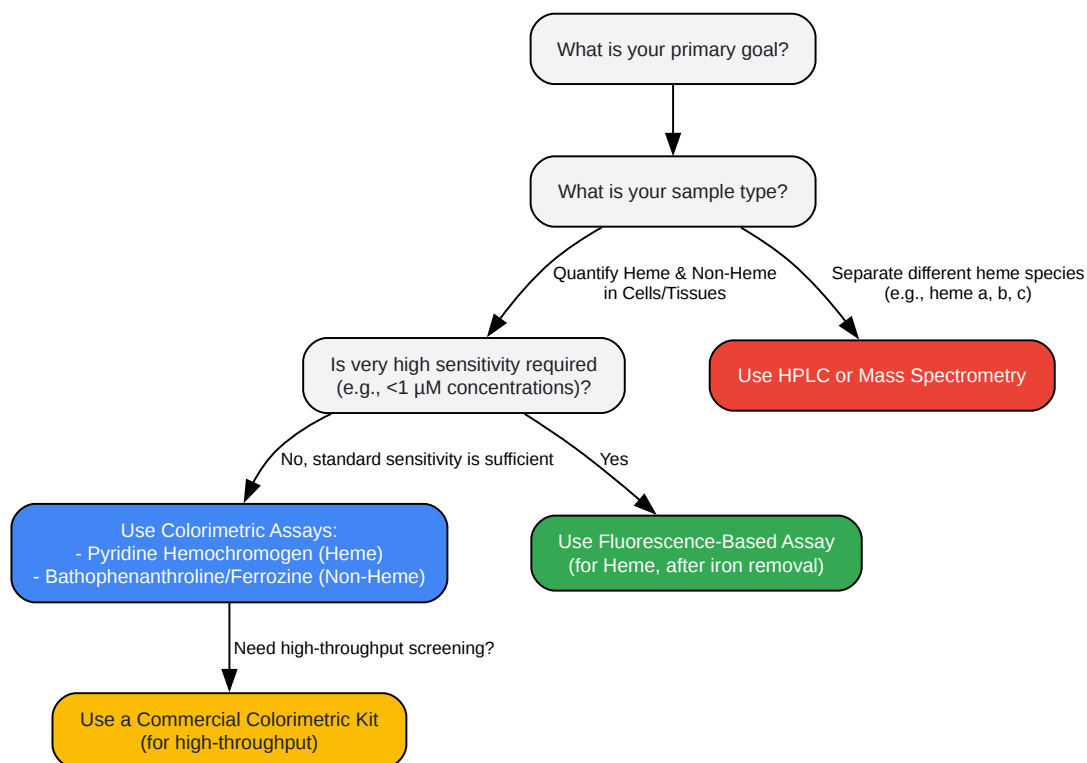 What is your primary goal?
What is your sample type?
Quantify Heme & Non-Heme
in Cells/Tissues
Separate different heme species
(e.g., heme a, b, c)
Is very high sensitivity required
(e.g., <1 µM concentrations)?
Use HPLC or Mass Spectrometry
No, standard sensitivity is sufficient
Yes
Use Colorimetric Assays:
- Pyridine Hemochromogen (Heme)
- Bathophenanthroline/Ferrozine (Non-Heme)
Use Fluorescence-Based Assay
(for Heme, after iron removal)
Need high-throughput screening?
Use a Commercial Colorimetric Kit
(for high-throughput)